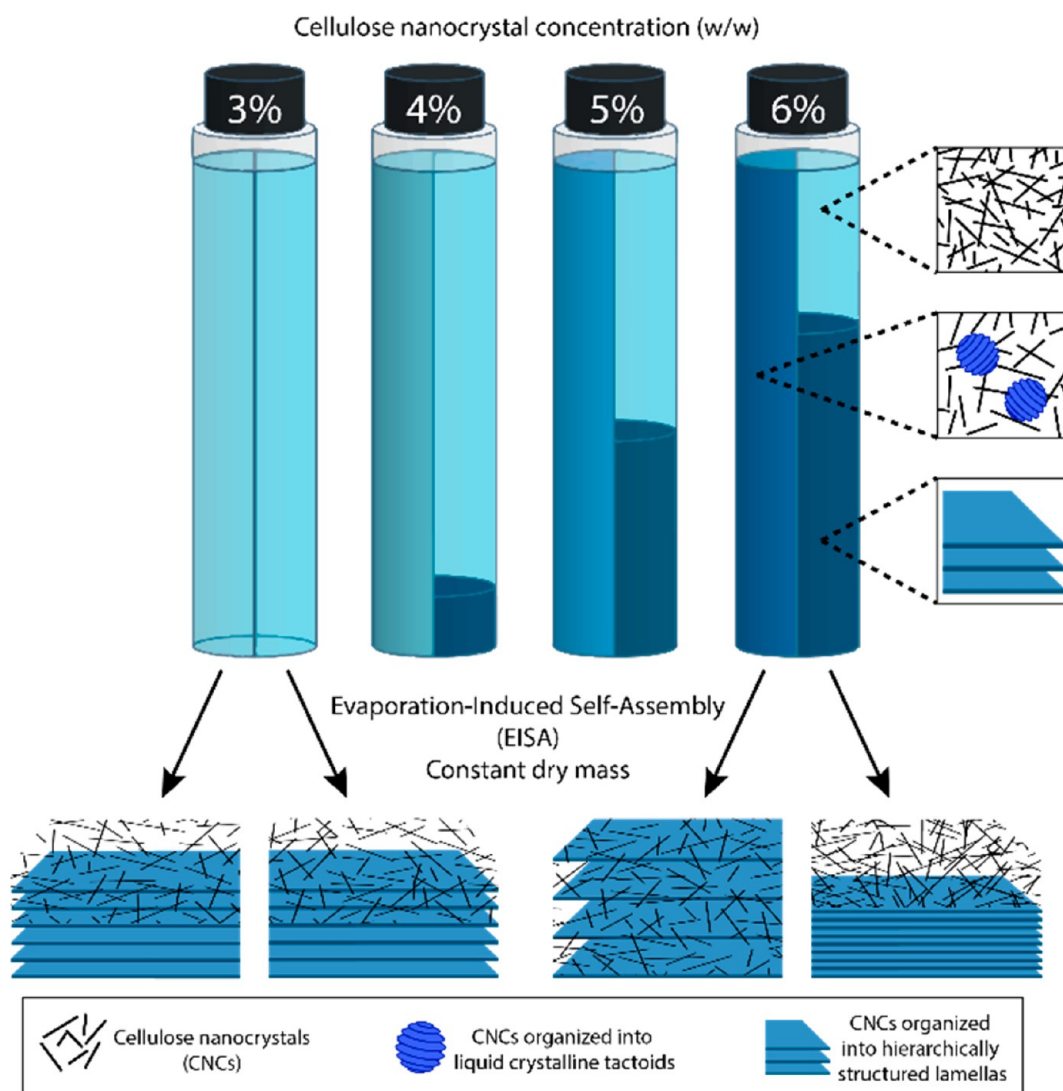 Cellulose nanocrystal concentration (w/w)
3%
4%
5%
6%
Evaporation-Induced Self-Assembly
(EISA)
Constant dry mass
Cellulose nanocrystals
(CNCs)
CNCs organized into
liquid crystalline tactoids
CNCs organized
into hierarchically
structured lamellas